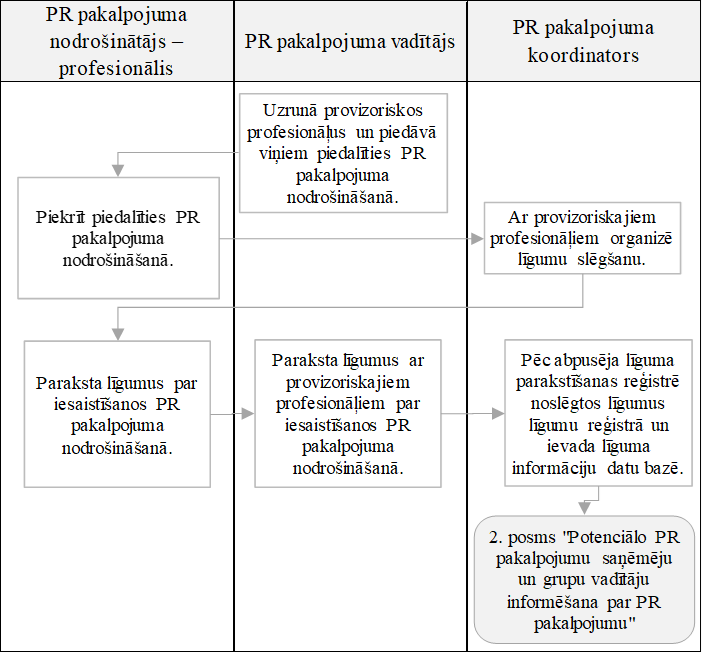 PR pakalpojuma
nodrošinātājs –
profesionālis
PR pakalpojuma vadītājs
PR pakalpojuma
koordinators
Uzrunā provizoriskos
profesionāļus un piedāvā
viņiem piedalīties PR
pakalpojuma
nodrošināšanā.
Piekrīt piedalīties PR
pakalpojuma
nodrošināšanā.
Ar provizoriskajiem
profesionāļiem organizē
līgumu slēgšanu.
Paraksta līgumus par
iesaistīšanos PR
pakalpojuma
nodrošināšanā.
Paraksta līgumus ar
provizoriskajiem
profesionāļiem par
iesaistīšanos PR
pakalpojuma
nodrošināšanā.
Pēc abpusēja līguma
parakstīšanas reģistrē
noslēgtos līgumus
līgumu reģistrā un
ievada līguma
informāciju datu bazē.
2. posms "Potenciālo PR
pakalpojumu saņēmēju
un grupu vadītāju
informēšana par PR
pakalpojumu"